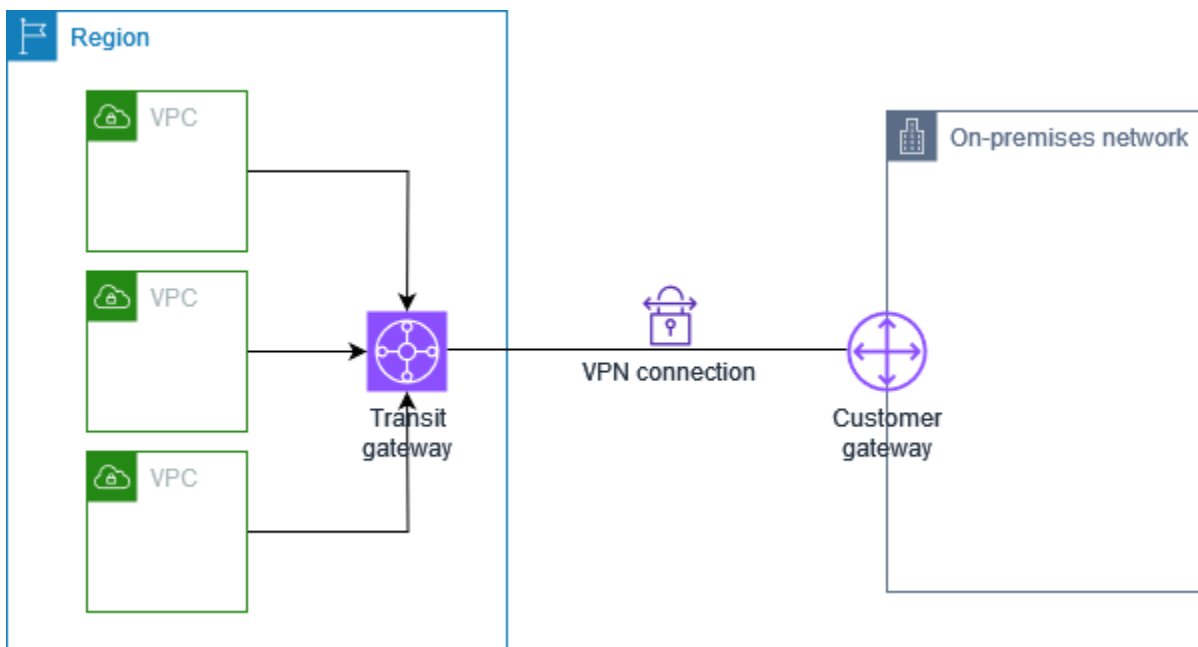 Region
VPC
On-premises network
VPC
VPN connection
Transit
gateway
Customer
gateway
VPC